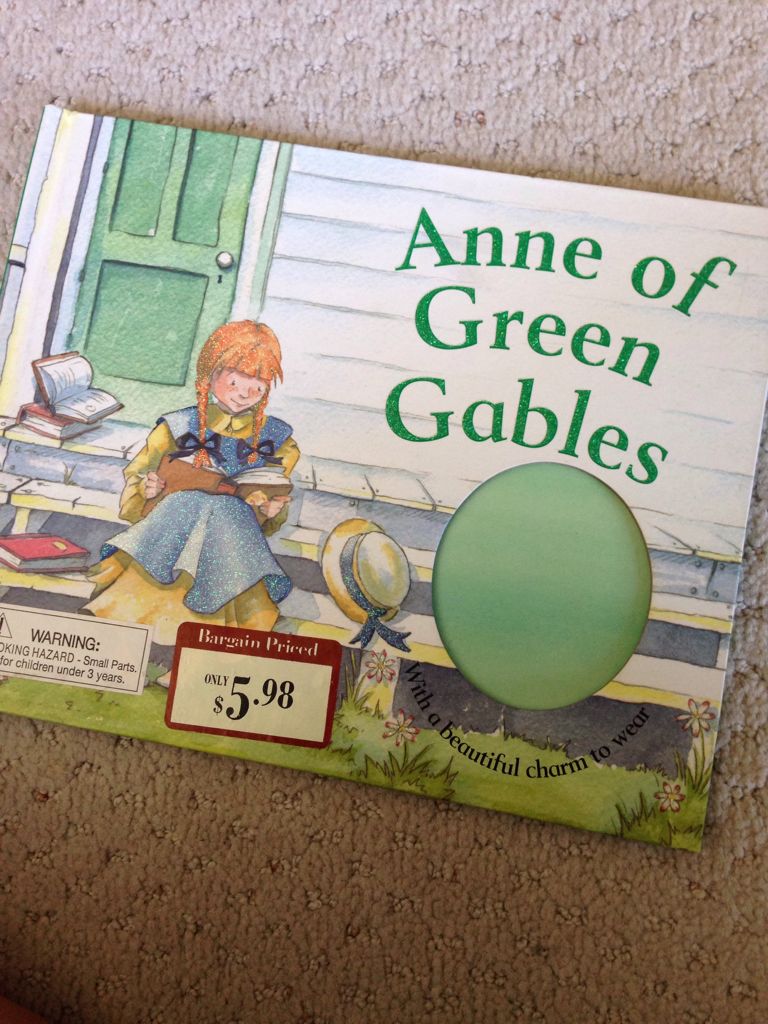 Anne of
Green
Gables
WARNING:
OKING HAZARD - Small Parts.
for children under 3 years.
Bargain Priced
ONLY
$5.98
With a beautiful charm to wear